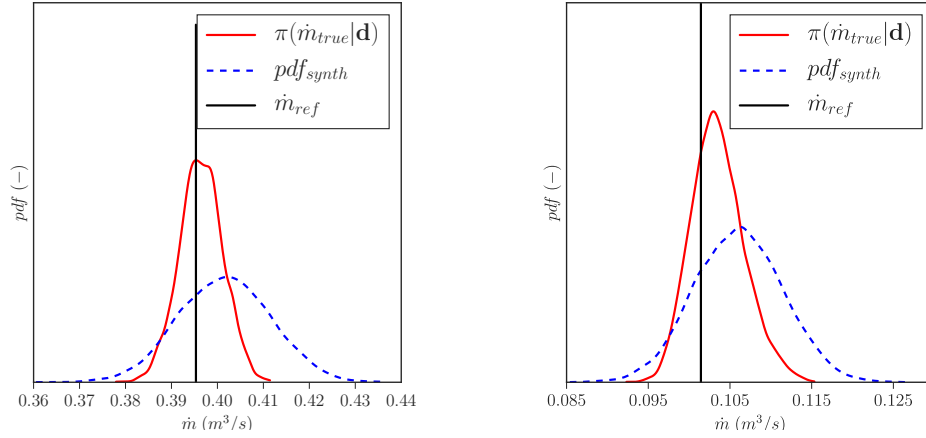 π(ṁ_true|d)
pdf_synth
ṁ_ref
pdf (−)
0.36 0.37 0.38 0.39 0.40 0.41 0.42 0.43 0.44
ṁ (m³/s)
π(ṁ_true|d)
pdf_synth
ṁ_ref
pdf (−)
0.085 0.095 0.105 0.115 0.125
ṁ (m³/s)